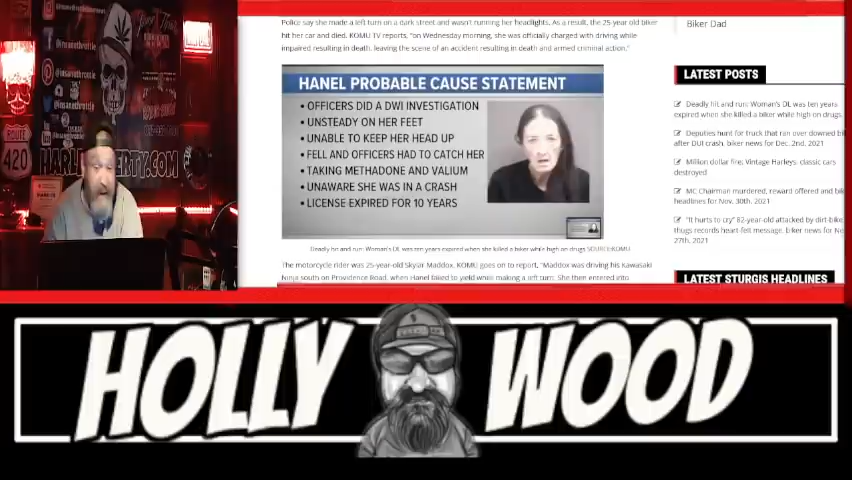 Police say she made a left turn on a dark street and wasn't running her headlights. As a result, the 25-year old biker
hit her car and died. KOMU TV reports, "on Wednesday morning, she was officially charged with driving while
impaired resulting in death, leaving the scene of an accident resulting in death and armed criminal action."
HANEL PROBABLE CAUSE STATEMENT
• OFFICERS DID A DWI INVESTIGATION
• UNSTEADY ON HER FEET
• UNABLE TO KEEP HER HEAD UP
• FELL AND OFFICERS HAD TO CATCH HER
• TAKING METHADONE AND VALIUM
• UNAWARE SHE WAS IN A CRASH
• LICENSE EXPIRED FOR 10 YEARS
Deadly hit and run: Woman's DL was ten years expired when she killed a biker while high on drugs SOURCE:KOMU
The motorcycle rider was 25-year-old Skylar Maddox. KOMU goes on to report, "Maddox was driving his Kawasaki
Ninja south on Providence Road, when Hanel failed to yield while making a left turn. She then entered into
Biker Dad
LATEST POSTS
Deadly hit and run: Woman's DL was ten years
expired when she killed a biker while high on drugs.
Deputies hunt for truck that ran over downed bi
after DUI crash, biker news for Dec. 2nd, 2021
Million dollar fire: Vintage Harleys, classic cars
destroyed
MC Chairman murdered, reward offered and bik
headlines for Nov. 30th, 2021
"It hurts to cry" 82-year-old attacked by dirt bike
thugs records heart-felt message. biker news for N
27th, 2021
LATEST STURGIS HEADLINES
ROUTE
420
HARLEYLIBERTY.COM
HOLLY WOOD